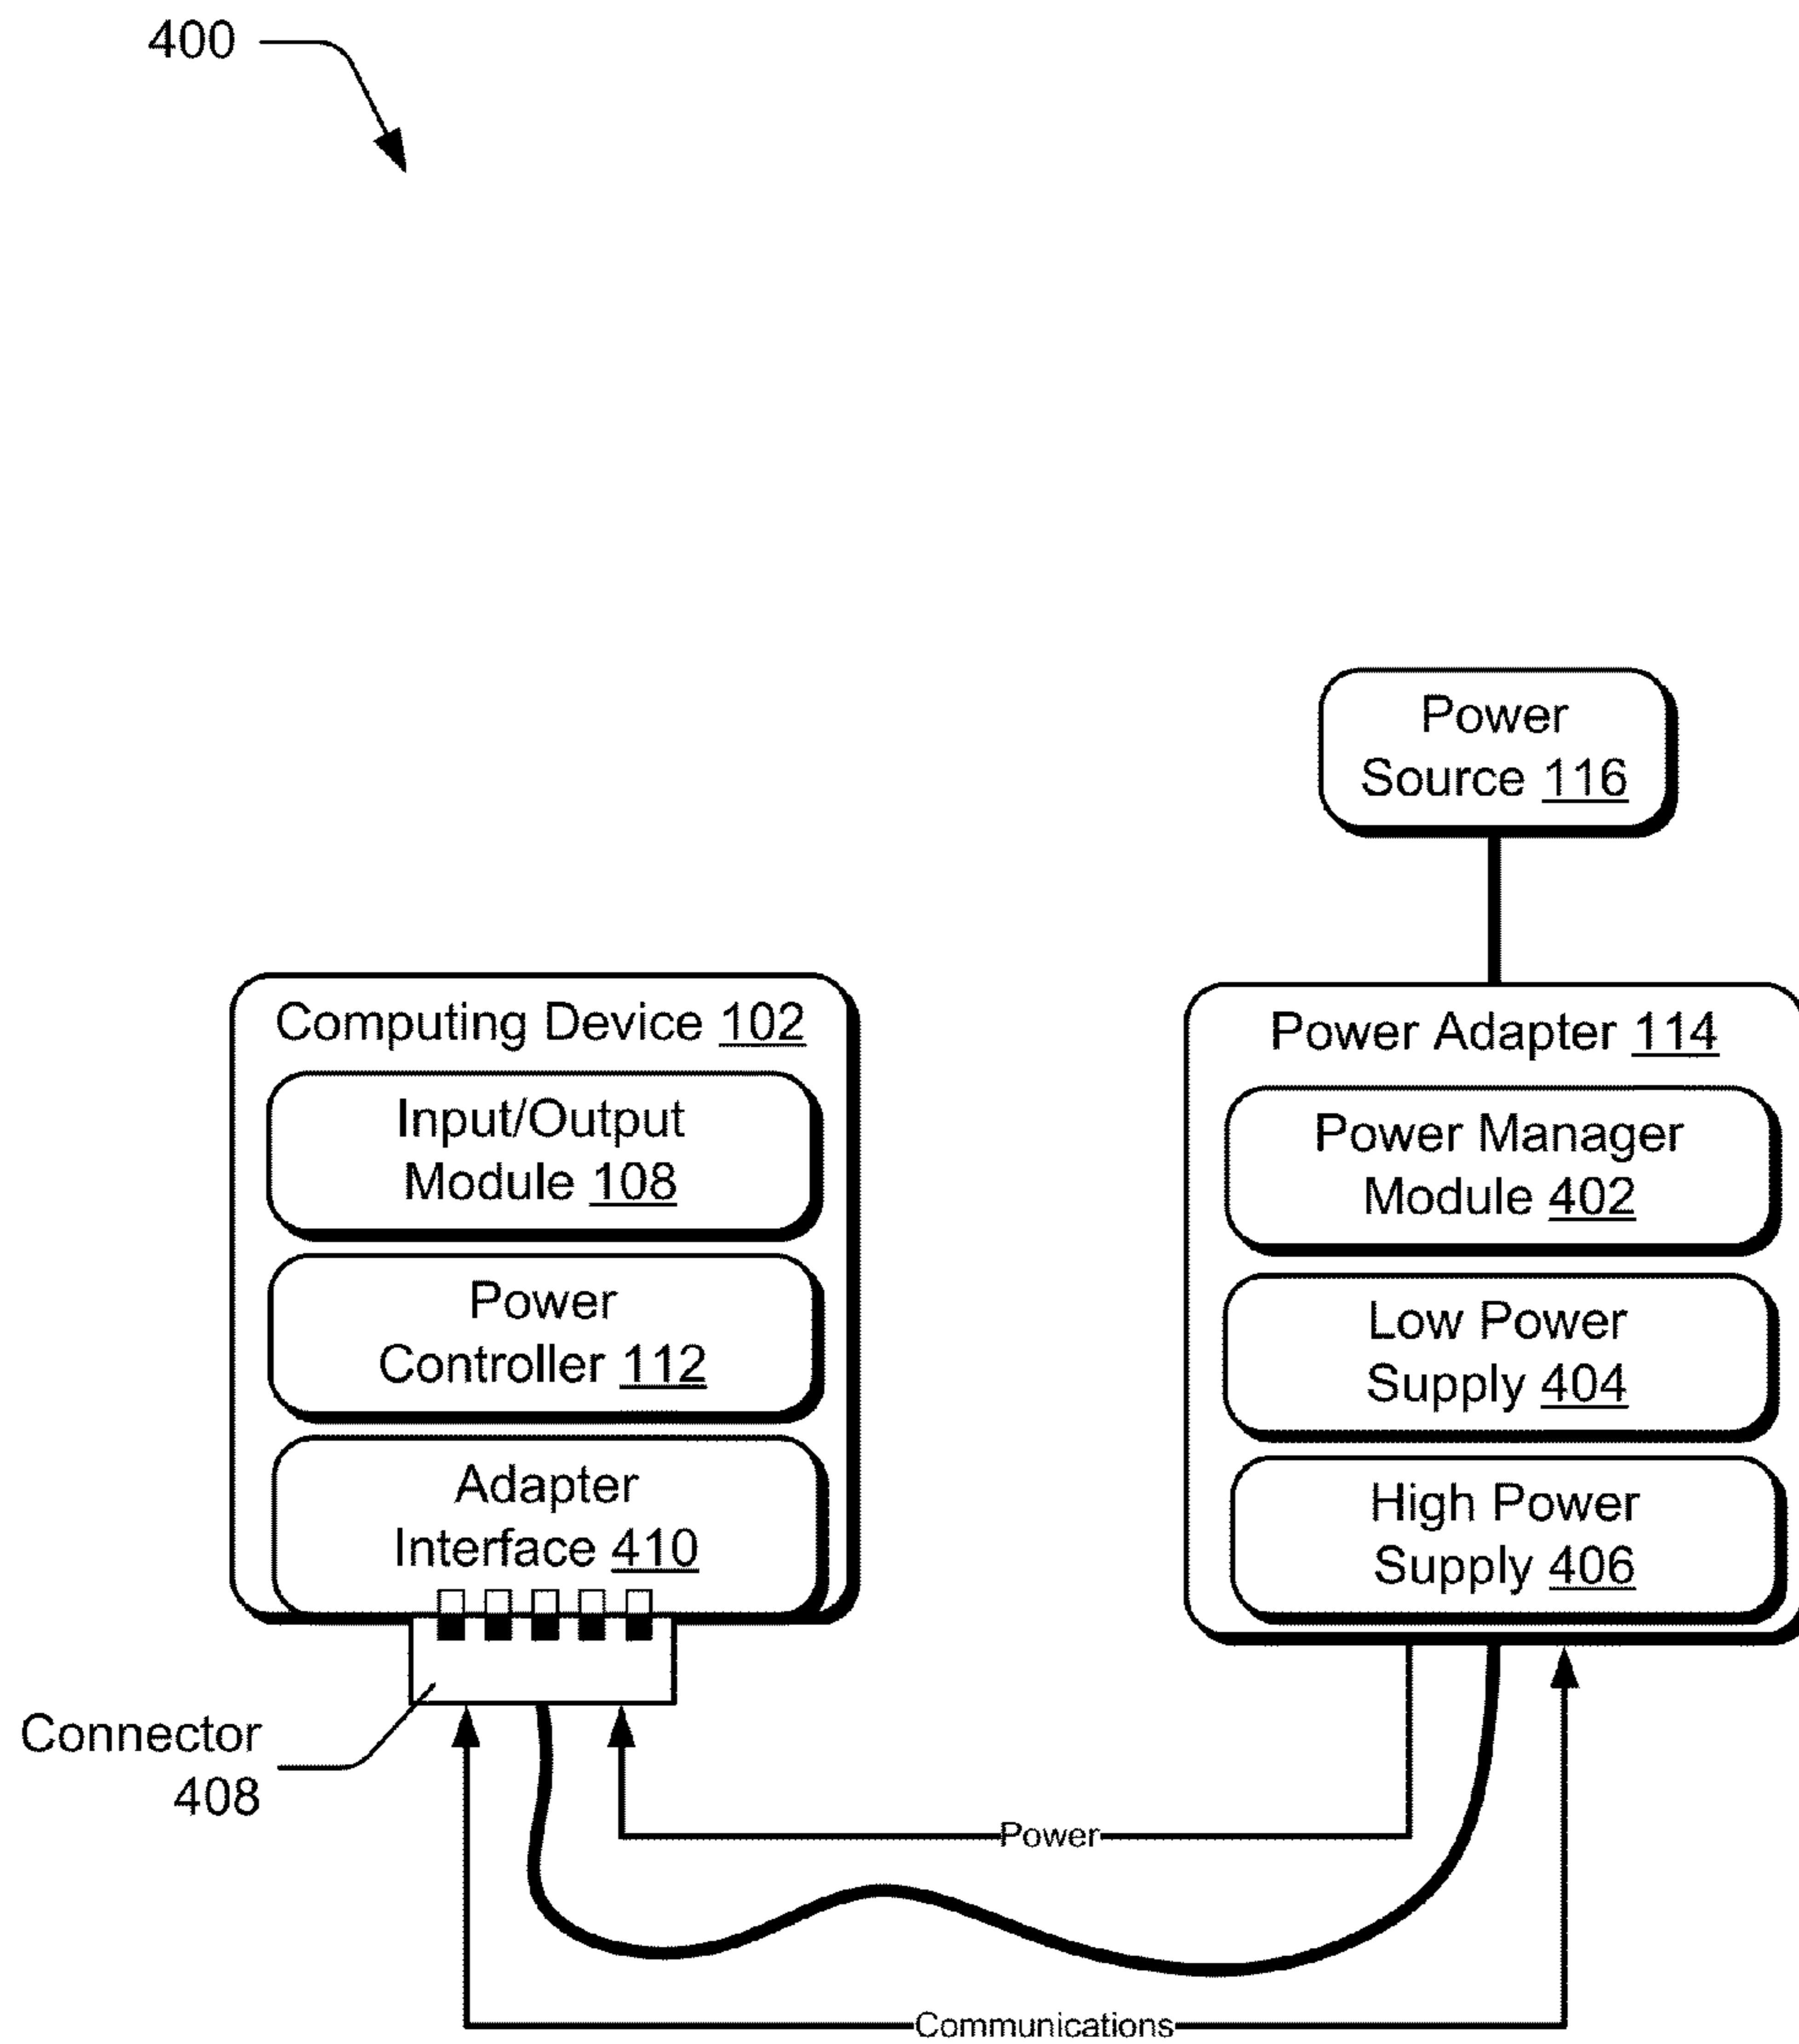 400
Power
Source 116
Computing Device 102
Input/Output
Module 108
Power
Controller 112
Adapter
Interface 410
Power Adapter 114
Power Manager
Module 402
Low Power
Supply 404
High Power
Supply 406
Connector
408
Power
Communications